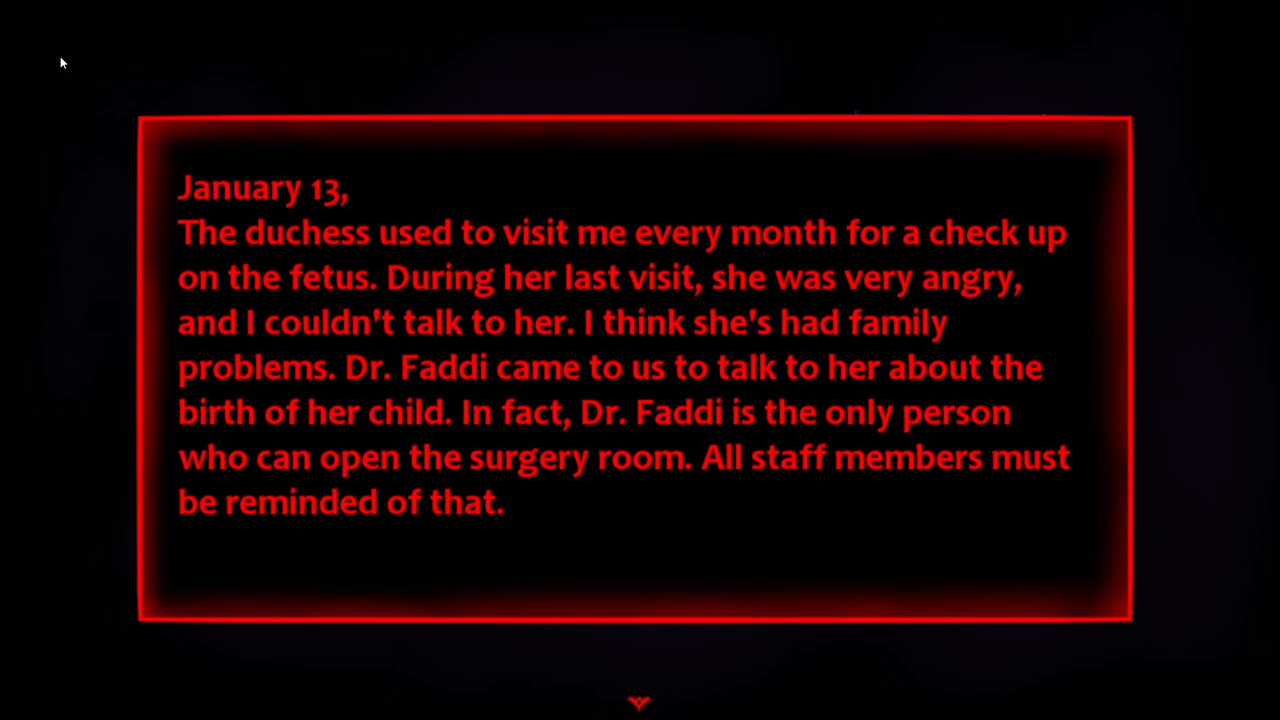 January 13,
The duchess used to visit me every month for a check up
on the fetus. During her last visit, she was very angry,
and I couldn't talk to her. I think she's had family
problems. Dr. Faddi came to us to talk to her about the
birth of her child. In fact, Dr. Faddi is the only person
who can open the surgery room. All staff members must
be reminded of that.